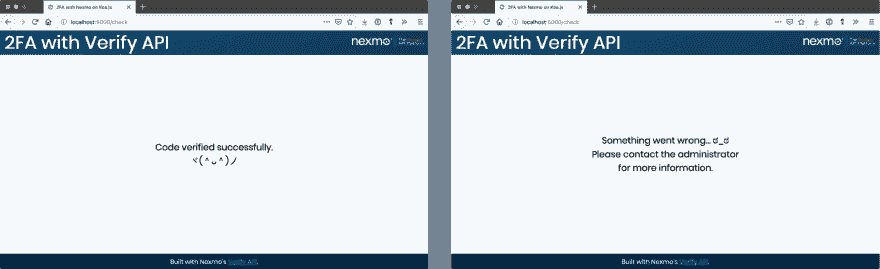 2FA with Nexmo on Koa.js
localhost:5000/check
2FA with Verify API
nexmo
Code verified successfully.
ヾ(^ᴗ^)ノ
Built with Nexmo's Verify API.
2FA with Nexmo on Koa.js
localhost:5000/check
2FA with Verify API
nexmo
Something went wrong... ಠ_ಠ
Please contact the administrator
for more information.
Built with Nexmo's Verify API.